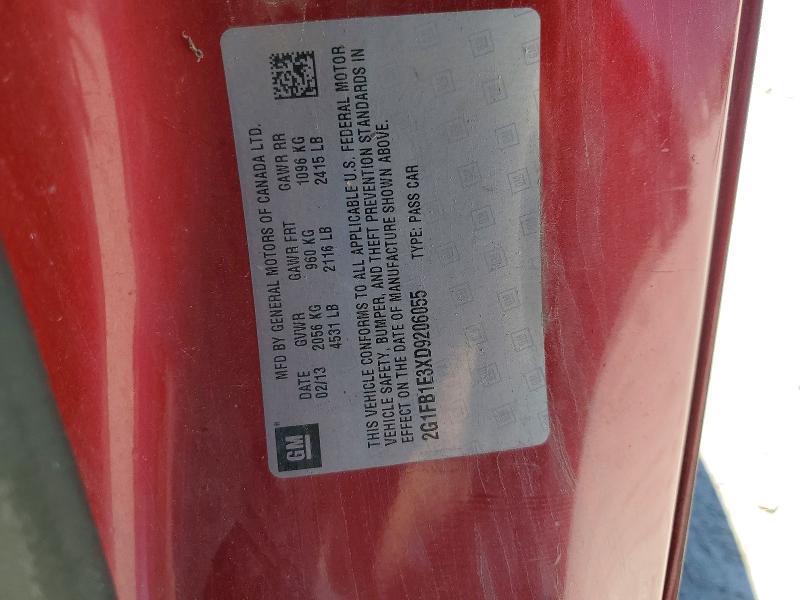 GM®
MFD BY GENERAL MOTORS OF CANADA LTD.
DATE GVWR GAWR FRT GAWR RR
02/13 2056 KG 960 KG 1096 KG
4531 LB 2116 LB 2415 LB
THIS VEHICLE CONFORMS TO ALL APPLICABLE U.S. FEDERAL MOTOR
VEHICLE SAFETY, BUMPER, AND THEFT PREVENTION STANDARDS IN
EFFECT ON THE DATE OF MANUFACTURE SHOWN ABOVE.
2G1FB1E3XD9206055 TYPE: PASS CAR